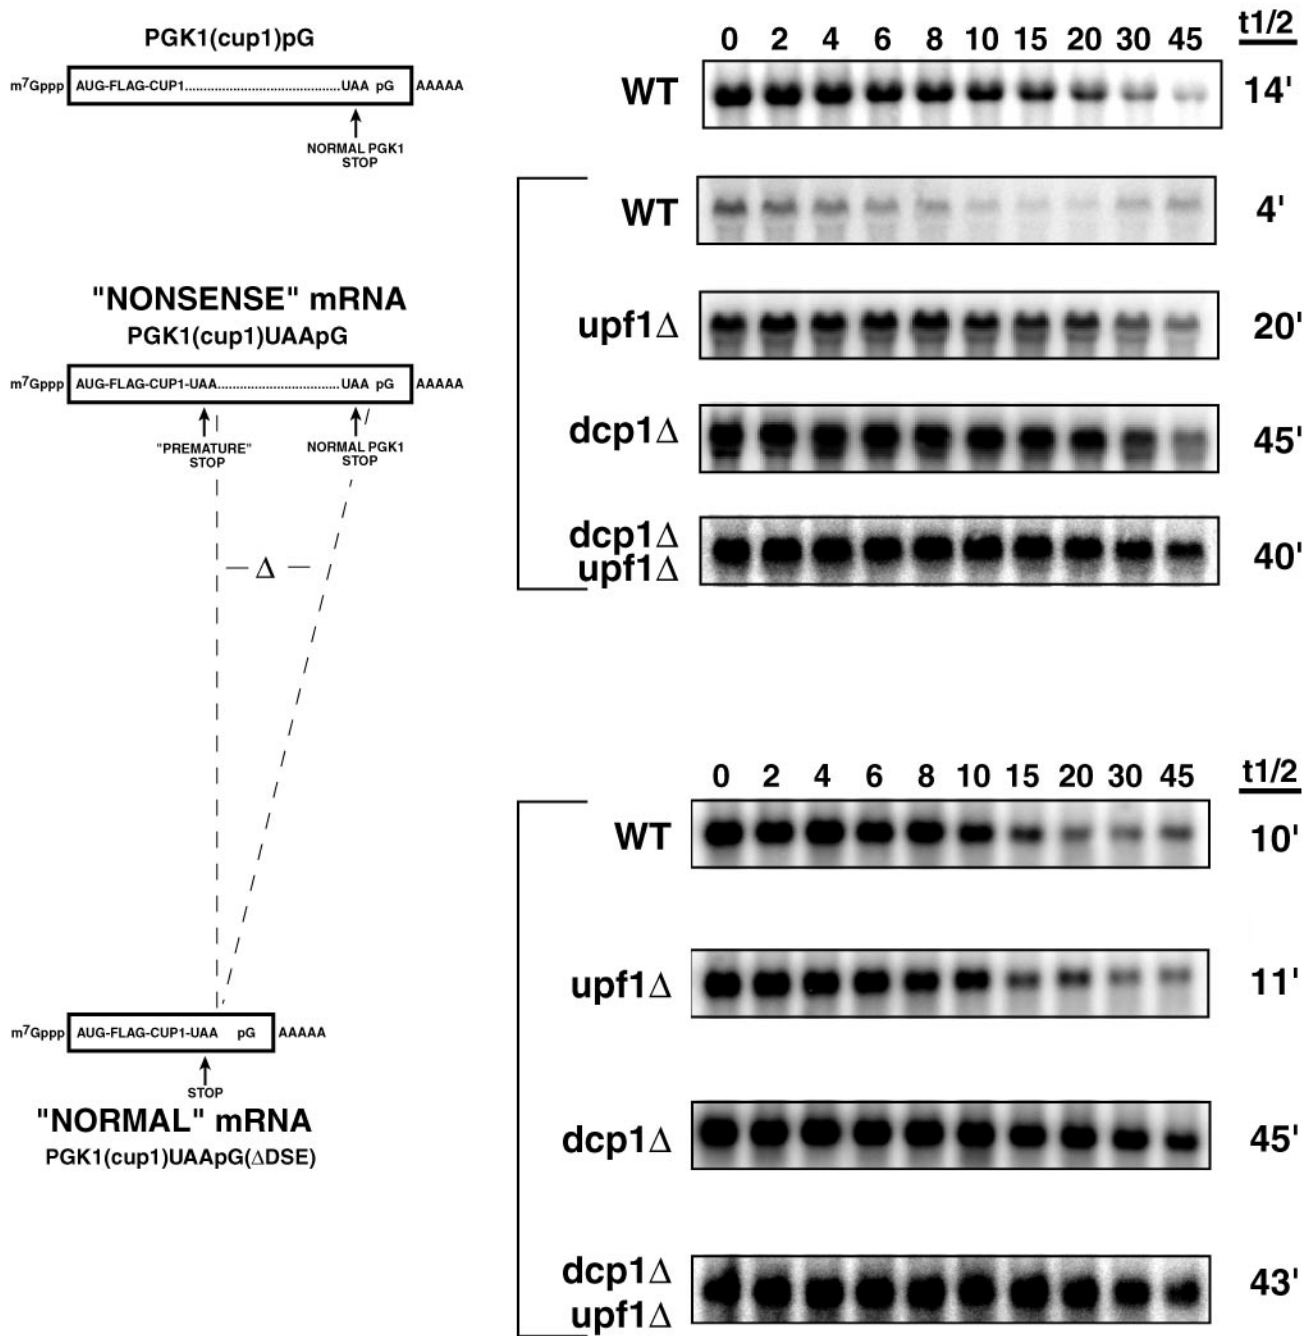 PGK1(cup1)pG
m7Gppp AUG-FLAG-CUP1........................................UAA pG AAAAA
NORMAL PGK1
STOP
0 2 4 6 8 10 15 20 30 45 t1/2
WT 14'
WT 4'
"NONSENSE" mRNA
PGK1(cup1)UAApG
m7Gppp AUG-FLAG-CUP1-UAA................................UAA pG AAAAA
"PREMATURE"
STOP
NORMAL PGK1
STOP
upf1Δ 20'
dcp1Δ 45'
dcp1Δ
upf1Δ 40'
Δ
0 2 4 6 8 10 15 20 30 45 t1/2
WT 10'
upf1Δ 11'
m7Gppp AUG-FLAG-CUP1-UAA pG AAAAA
STOP
"NORMAL" mRNA
PGK1(cup1)UAApG(ΔDSE)
dcp1Δ 45'
dcp1Δ
upf1Δ 43'